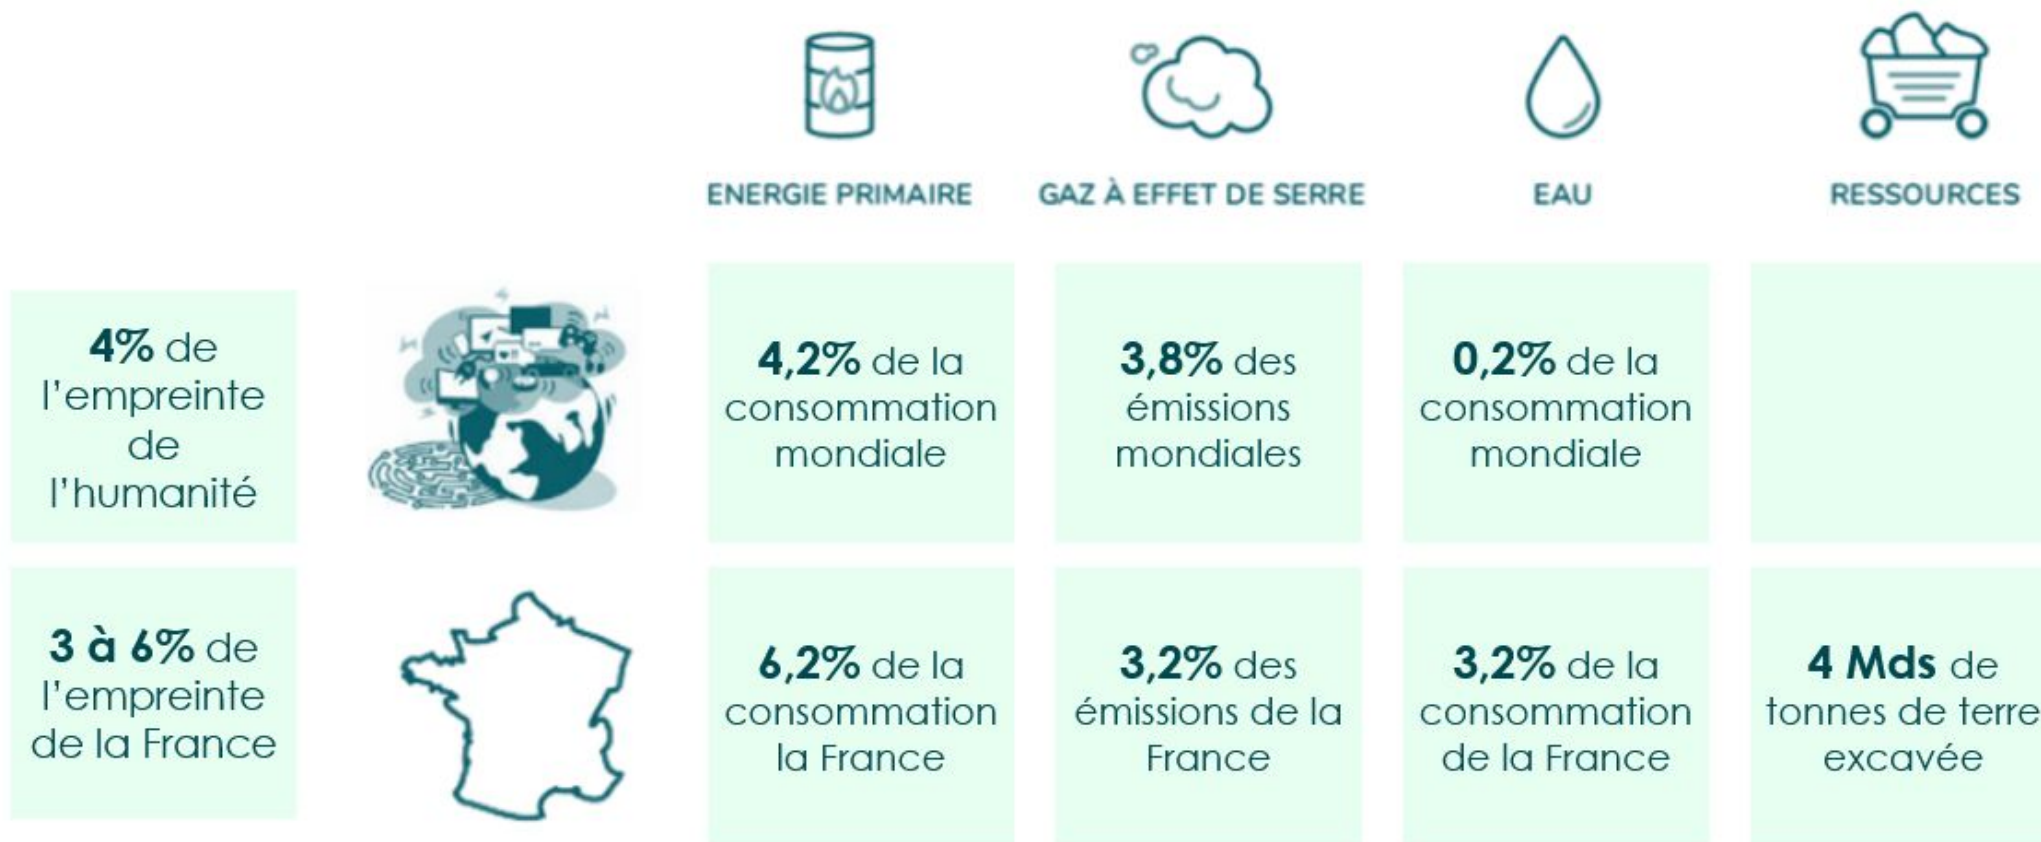 ENERGIE PRIMAIRE
GAZ À EFFET DE SERRE
EAU
RESSOURCES
4% de
l'empreinte
de
l'humanité
4,2% de la
consommation
mondiale
3,8% des
émissions
mondiales
0,2% de la
consommation
mondiale
3 à 6% de
l'empreinte
de la France
6,2% de la
consommation
la France
3,2% des
émissions de la
France
3,2% de la
consommation
de la France
4 Mds de
tonnes de terre
excavée